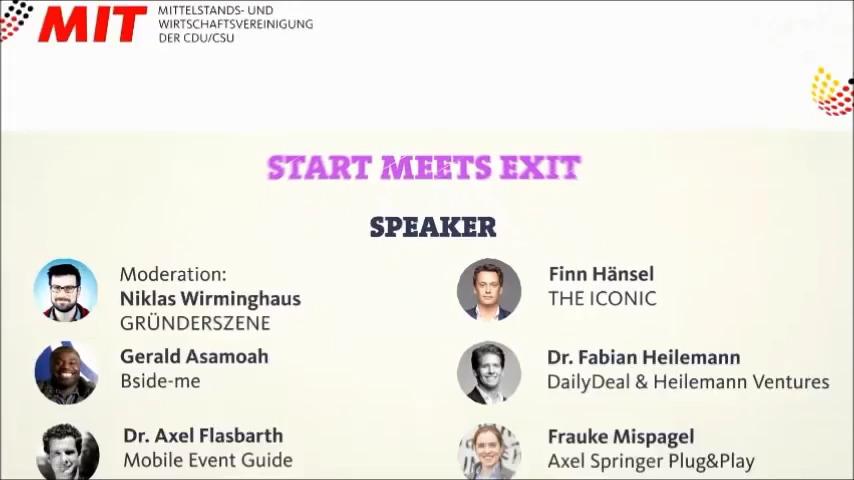 MIT
MITTELSTANDS- UND
WIRTSCHAFTSVEREINIGUNG
DER CDU/CSU
START MEETS EXIT
SPEAKER
Moderation:
Niklas Wirminghaus
GRÜNDERSZENE
Finn Hänsel
THE ICONIC
Gerald Asamoah
Bside-me
Dr. Fabian Heilemann
DailyDeal & Heilemann Ventures
Dr. Axel Flasbarth
Mobile Event Guide
Frauke Mispagel
Axel Springer Plug&Play